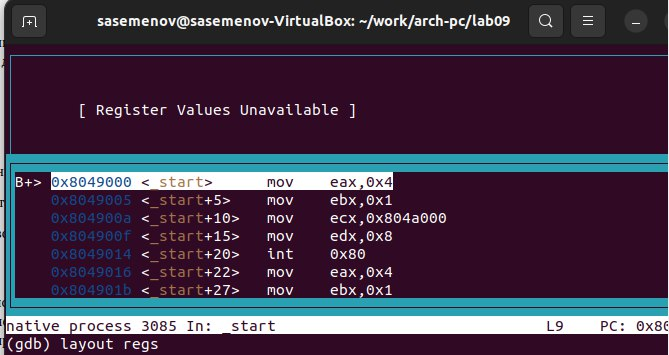 sasemenov@sasemenov-VirtualBox: ~/work/arch-pc/lab09
[ Register Values Unavailable ]
B+> 0x8049000 <_start> mov eax,0x4
0x8049005 <_start+5> mov ebx,0x1
0x804900a <_start+10> mov ecx,0x804a000
0x804900f <_start+15> mov edx,0x8
0x8049014 <_start+20> int 0x80
0x8049016 <_start+22> mov eax,0x4
0x804901b <_start+27> mov ebx,0x1
native process 3085 In: _start L9 PC: 0x80
(gdb) layout regs